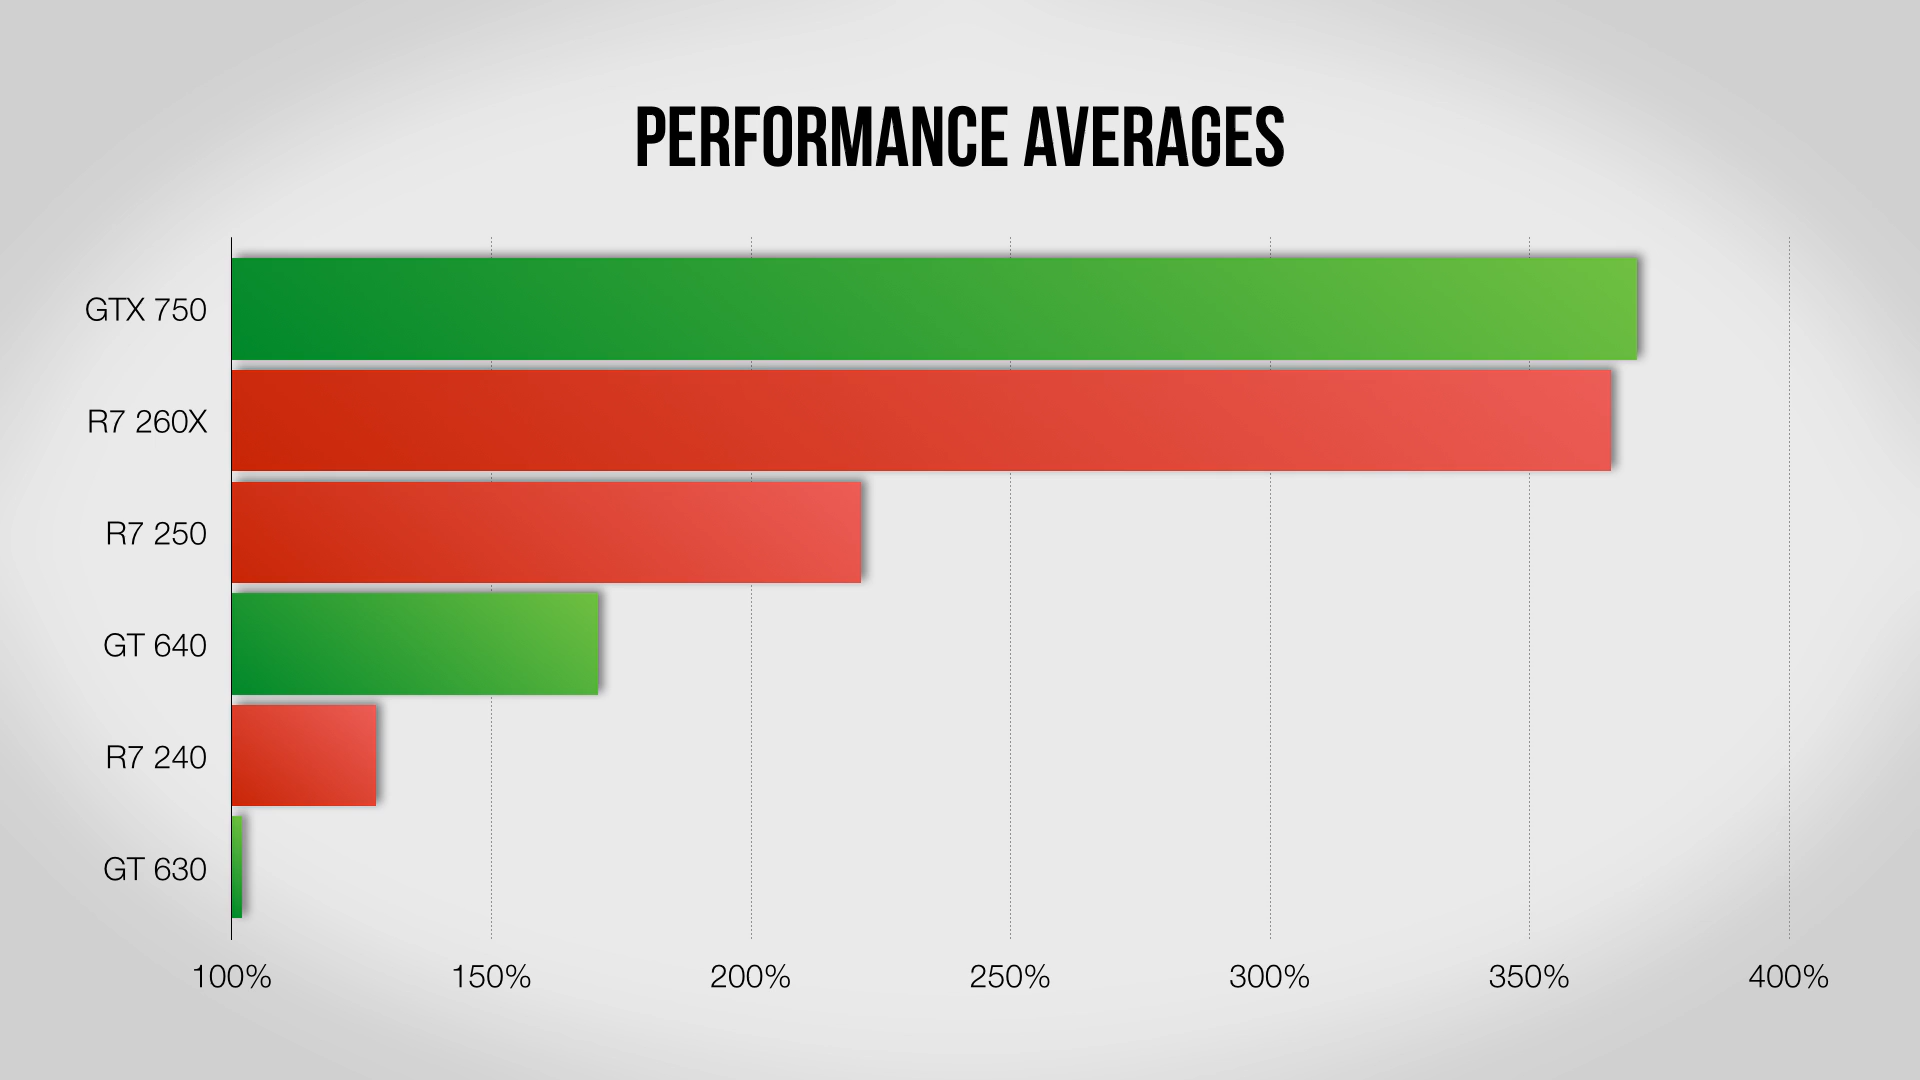 PERFORMANCE AVERAGES
GTX 750
R7 260X
R7 250
GT 640
R7 240
GT 630
100% 150% 200% 250% 300% 350% 400%